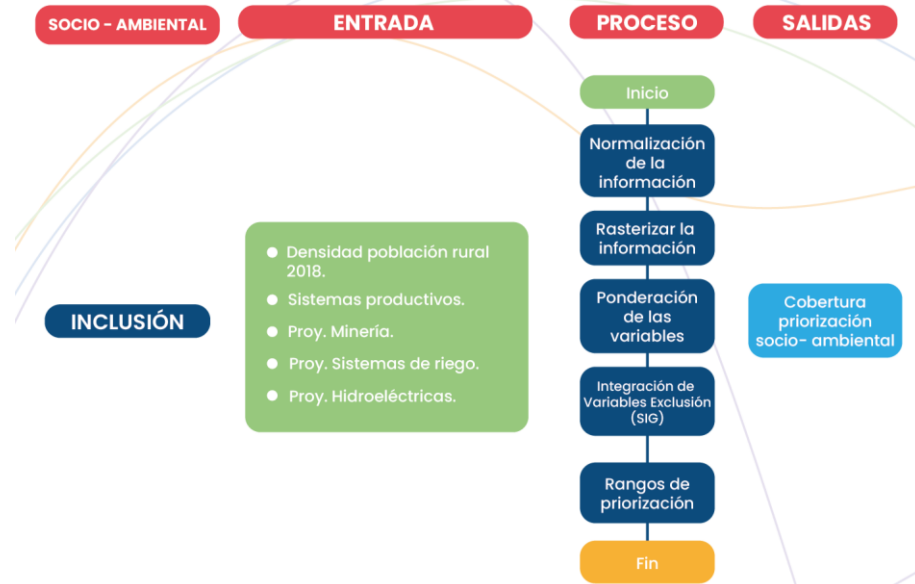 SOCIO - AMBIENTAL
ENTRADA
PROCESO
SALIDAS
INCLUSIÓN
Densidad población rural
2018.
Sistemas productivos.
Proy. Minería.
Proy. Sistemas de riego.
Proy. Hidroeléctricas.
Inicio
Normalización
de la
información
Rasterizar la
información
Ponderación
de las
variables
Integración de
Variables Exclusión
(SIG)
Rangos de
priorización
Fin
Cobertura
priorización
socio- ambiental